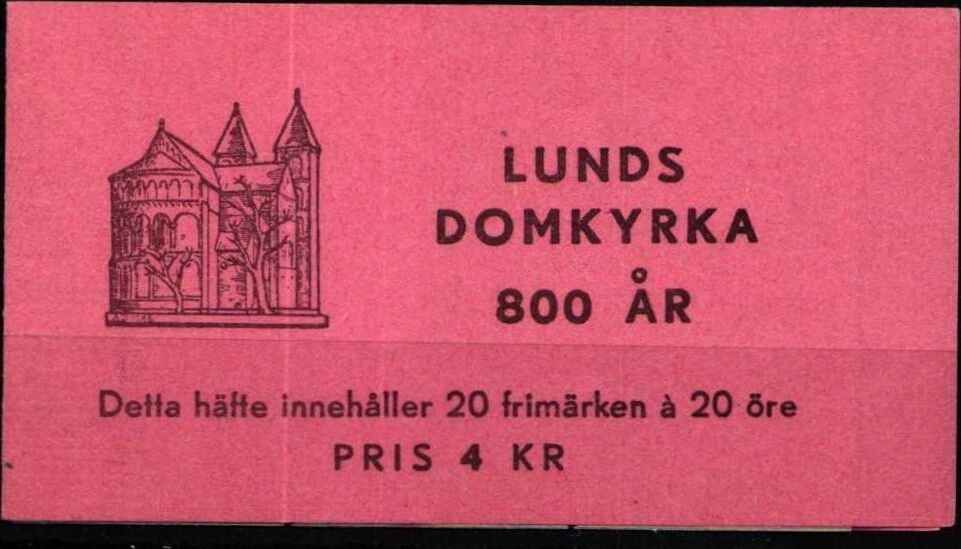 LUNDS
DOMKYRKA
800 ÅR
Detta häfte innehåller 20 frimärken à 20 öre
PRIS 4 KR